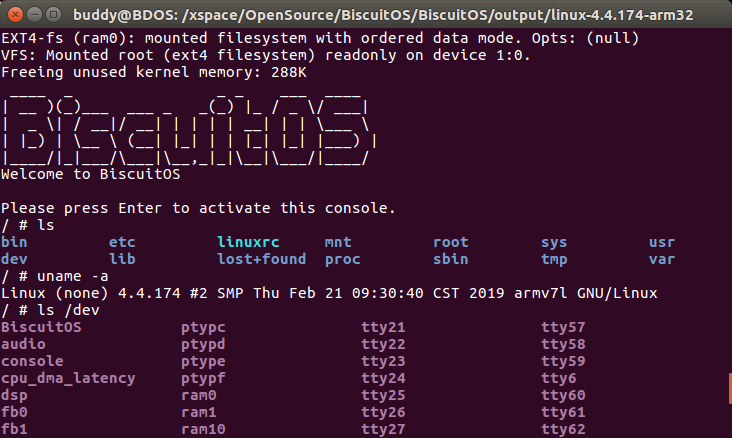 buddy@BDOS: /xspace/OpenSource/BiscuitOS/BiscuitOS/output/linux-4.4.174-arm32
EXT4-fs (ram0): mounted filesystem with ordered data mode. Opts: (null)
VFS: Mounted root (ext4 filesystem) readonly on device 1:0.
Freeing unused kernel memory: 288K
BiscuitOS
Welcome to BiscuitOS
Please press Enter to activate this console.
/ # ls
bin etc linuxrc mnt root sys usr
dev lib lost+found proc sbin tmp var
/ # uname -a
Linux (none) 4.4.174 #2 SMP Thu Feb 21 09:30:40 CST 2019 armv7l GNU/Linux
/ # ls /dev
BiscuitOS ptypc tty21 tty57
audio ptypd tty22 tty58
console ptype tty23 tty59
cpu_dma_latency ptypf tty24 tty6
dsp ram0 tty25 tty60
fb0 ram1 tty26 tty61
fb1 ram10 tty27 tty62